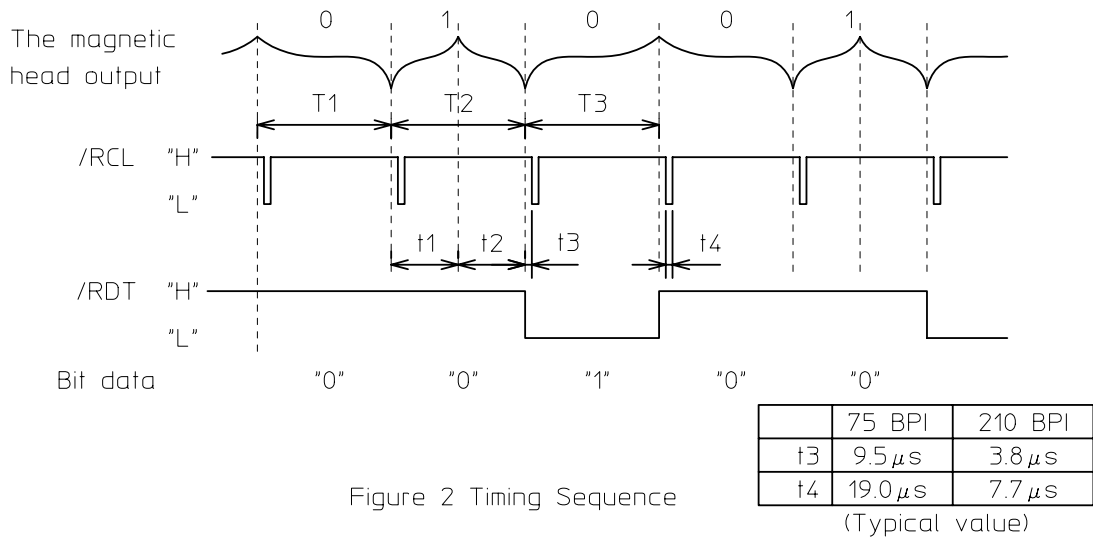 0 1 0 0 1
The magnetic
head output
T1 T2 T3
/RCL "H"
"L"
t1 t2 t3 t4
/RDT "H"
"L"
Bit data "0" "0" "1" "0" "0"
75 BPI 210 BPI
t3 9.5μs 3.8μs
t4 19.0μs 7.7μs
Figure 2 Timing Sequence
(Typical value)